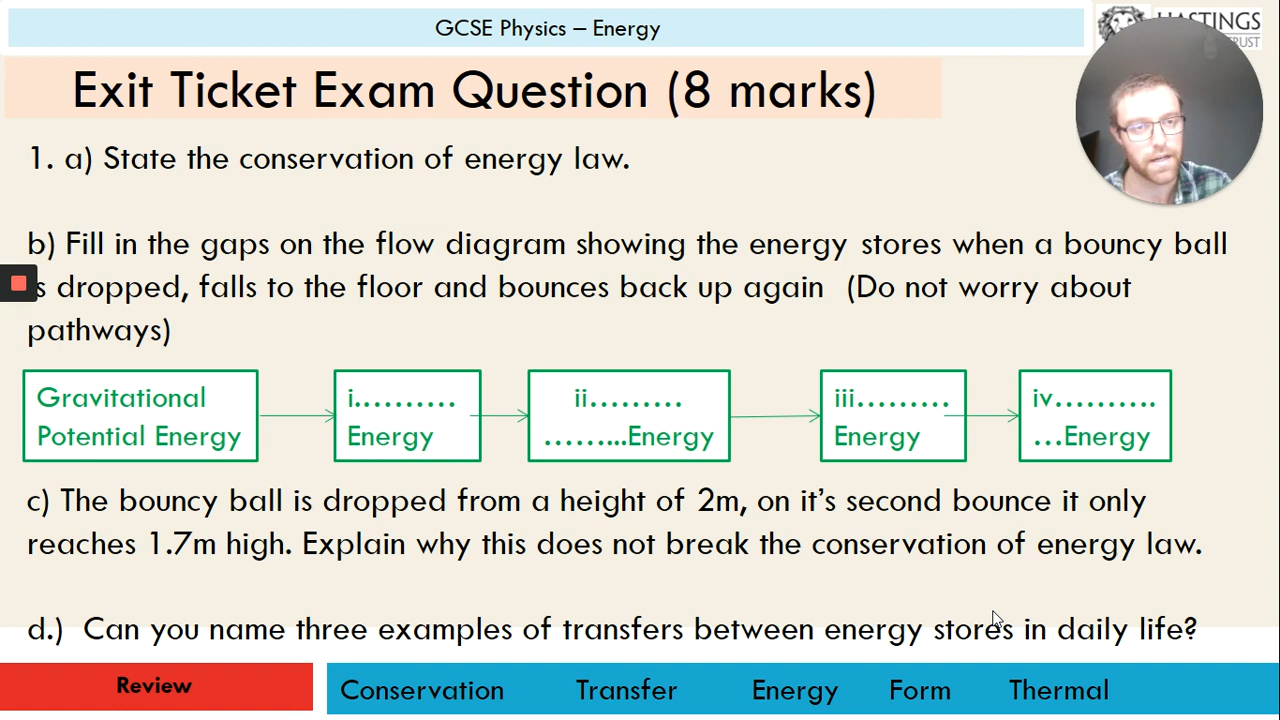 GCSE Physics – Energy
HASTINGS
TRUST
Exit Ticket Exam Question (8 marks)
1. a) State the conservation of energy law.
b) Fill in the gaps on the flow diagram showing the energy stores when a bouncy ball
s dropped, falls to the floor and bounces back up again (Do not worry about
pathways)
Gravitational
Potential Energy
i..........
Energy
ii.........
.........Energy
iii.........
Energy
iv..........
...Energy
c) The bouncy ball is dropped from a height of 2m, on it's second bounce it only
reaches 1.7m high. Explain why this does not break the conservation of energy law.
d.) Can you name three examples of transfers between energy stores in daily life?
Review
Conservation Transfer Energy Form Thermal